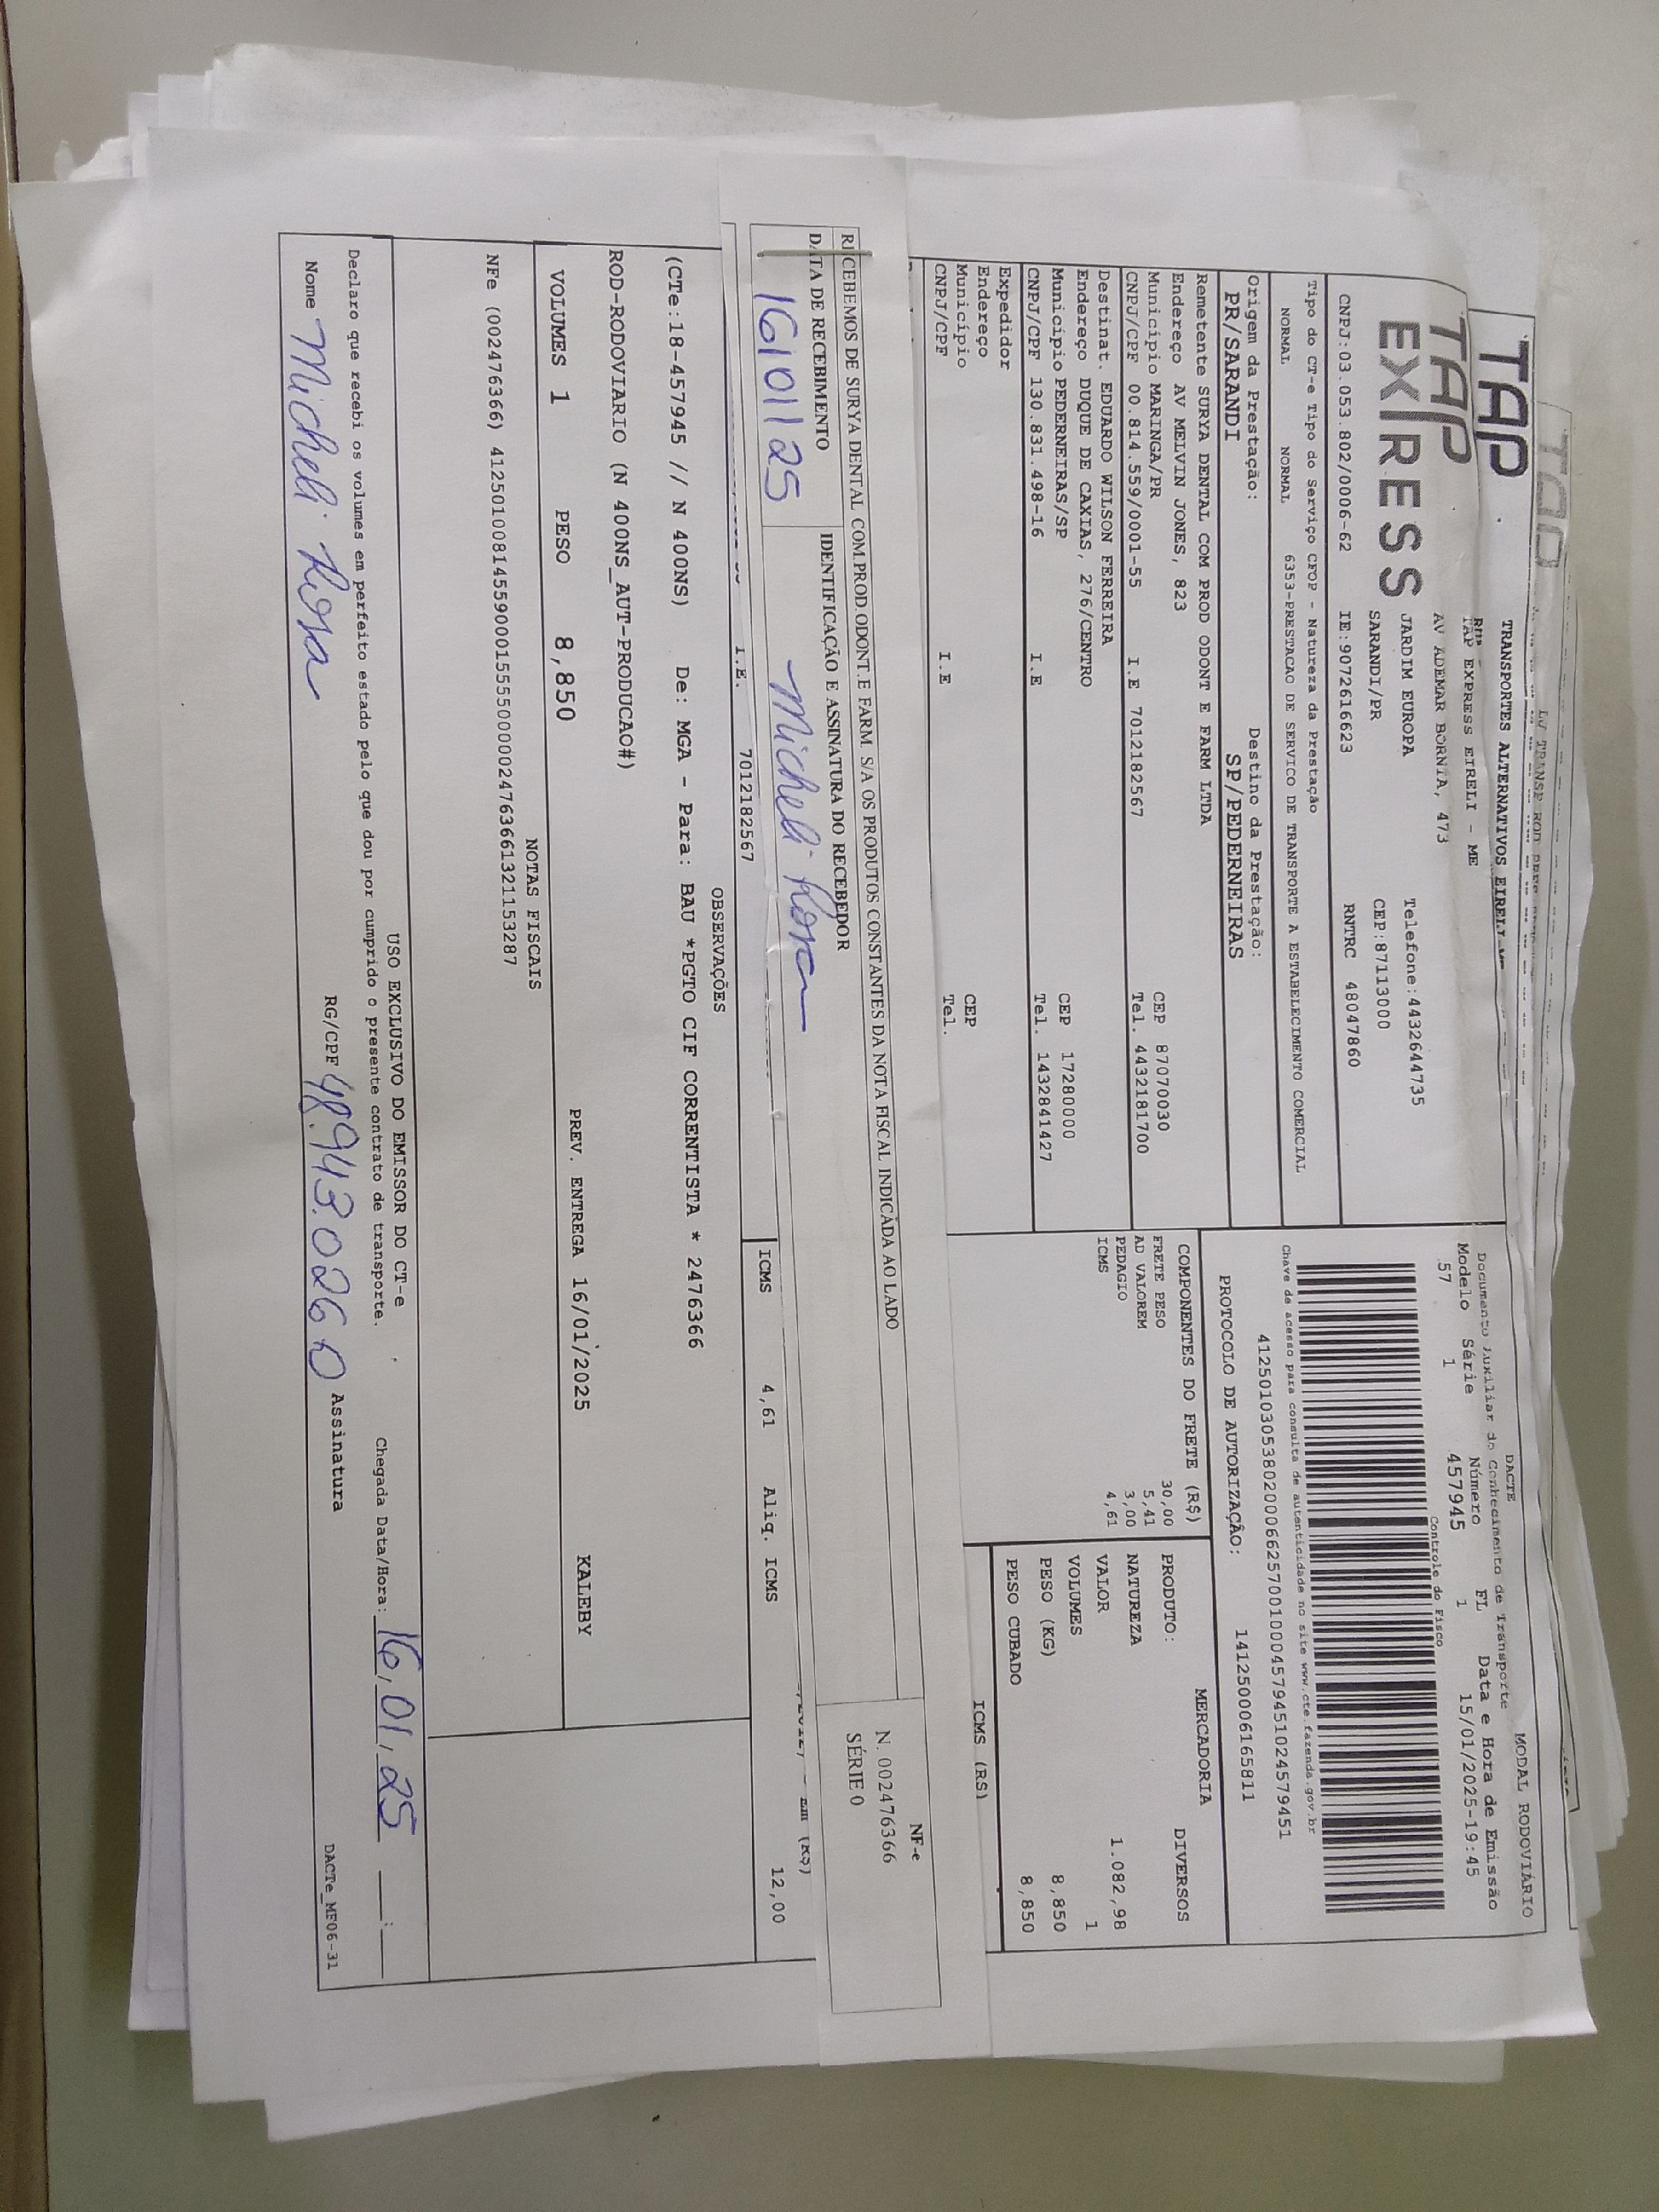 TAP
TRANSPORTES ALTERNATIVOS EIRELI-ME
TAP
EXPRESS
TAP EXPRESS EIRELI - ME
AV ADEMAR BORNIA, 473
JARDIM EUROPA
SARANDI/PR
Telefone:4432644735
CEP:87113000
CNPJ:03.053.802/0006-62 IE:9072616623 RNTRC 48047860
DACTE
MODAL RODOVIÁRIO
Documento Auxiliar do Conhecimento de Transporte
Modelo Série Número FL Data e Hora de Emissão
57 1 457945 1 15/01/2025-19:45
Controle do Fisco
Chave de acesso para consulta de autenticidade no site www.cte.fazenda.gov.br
41250103053802000662570010004579451024579451
PROTOCOLO DE AUTORIZAÇÃO: 141250006165811
Tipo do CT-e Tipo do Serviço CFOP - Natureza da Prestação
NORMAL NORMAL 6353-PRESTACAO DE SERVICO DE TRANSPORTE A ESTABELECIMENTO COMERCIAL
Origem da Prestação: Destino da Prestação:
PR/SARANDI SP/PEDERNEIRAS
Remetente SURYA DENTAL COM PROD ODONT E FARM LTDA
Endereço AV MELVIN JONES, 823
Município MARINGA/PR CEP 87070030
CNPJ/CPF 00.814.559/0001-55 I.E 7012182567 Tel. 4432181700
Destinat. EDUARDO WILSON FERREIRA
Endereço DUQUE DE CAXIAS, 276/CENTRO
Município PEDERNEIRAS/SP CEP 17280000
CNPJ/CPF 130.831.498-16 I.E Tel. 1432841427
Expedidor
Endereço
Município CEP
CNPJ/CPF I.E Tel.
COMPONENTES DO FRETE (R$)
FRETE PESO 30,00
AD VALOREM 5,41
PEDAGIO 3,00
ICMS 4,61
MERCADORIA
PRODUTO: DIVERSOS
NATUREZA
VALOR 1.082,98
VOLUMES 1
PESO (KG) 8,850
PESO CUBADO 8,850
ICMS (R$)
RECEBEMOS DE SURYA DENTAL COM.PROD.ODONT.E FARM. S/A OS PRODUTOS CONSTANTES DA NOTA FISCAL INDICADA AO LADO
DATA DE RECEBIMENTO IDENTIFICAÇÃO E ASSINATURA DO RECEBEDOR
16/01/25 Micheli Rosa
NF-e
N. 002476366
SÉRIE 0
I.E. 7012182567
ICMS 4,61 Aliq. ICMS 12,00
OBSERVAÇÕES
(CTe:18-457945 // N 400NS) De: MGA - Para: BAU *PGTO CIF CORRENTISTA * 2476366
ROD-RODOVIARIO (N 400NS_AUT-PRODUCAO#)
VOLUMES 1 PESO 8,850 PREV. ENTREGA 16/01/2025 KALEBY
NOTAS FISCAIS
NFe (002476366) 41250100814559000155550000024763661321153287
USO EXCLUSIVO DO EMISSOR DO CT-e
Declaro que recebi os volumes em perfeito estado pelo que dou por cumprido o presente contrato de transporte.
Chegada Data/Hora: 16/01/25 __:__
Nome Micheli Rosa RG/CPF 48.943.026 0 Assinatura
DACTe_MF06-31